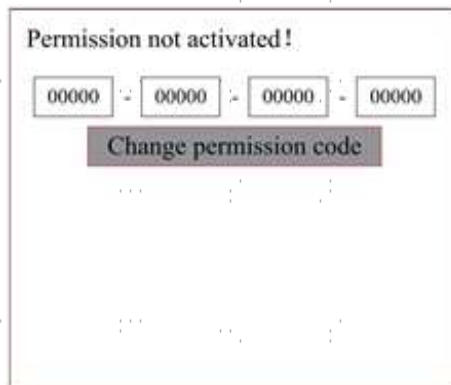 Permission not activated!
00000 - 00000 - 00000 - 00000
Change permission code